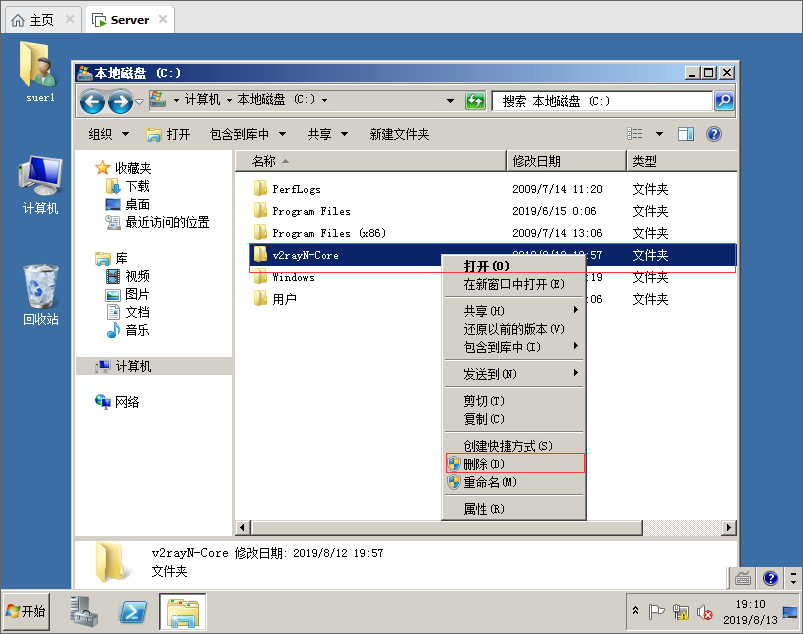 主页
Server
suer1
计算机
回收站
本地磁盘 (C:)
计算机 本地磁盘 (C:)
搜索 本地磁盘 (C:)
组织 打开 包含到库中 共享 新建文件夹
名称 修改日期 类型
收藏夹
下载
桌面
最近访问的位置
库
视频
图片
文档
音乐
计算机
网络
PerfLogs 2009/7/14 11:20 文件夹
Program Files 2019/6/15 0:06 文件夹
Program Files (x86) 2009/7/14 13:06 文件夹
v2rayN-Core :57 文件夹
Windows :19 文件夹
用户 :06 文件夹
打开(O)
在新窗口中打开(E)
共享(H)
还原以前的版本(V)
包含到库中(I)
发送到(N)
剪切(T)
复制(C)
创建快捷方式(S)
删除(D)
重命名(M)
属性(R)
v2rayN-Core 修改日期: 2019/8/12 19:57
文件夹
开始
19:10
2019/8/13